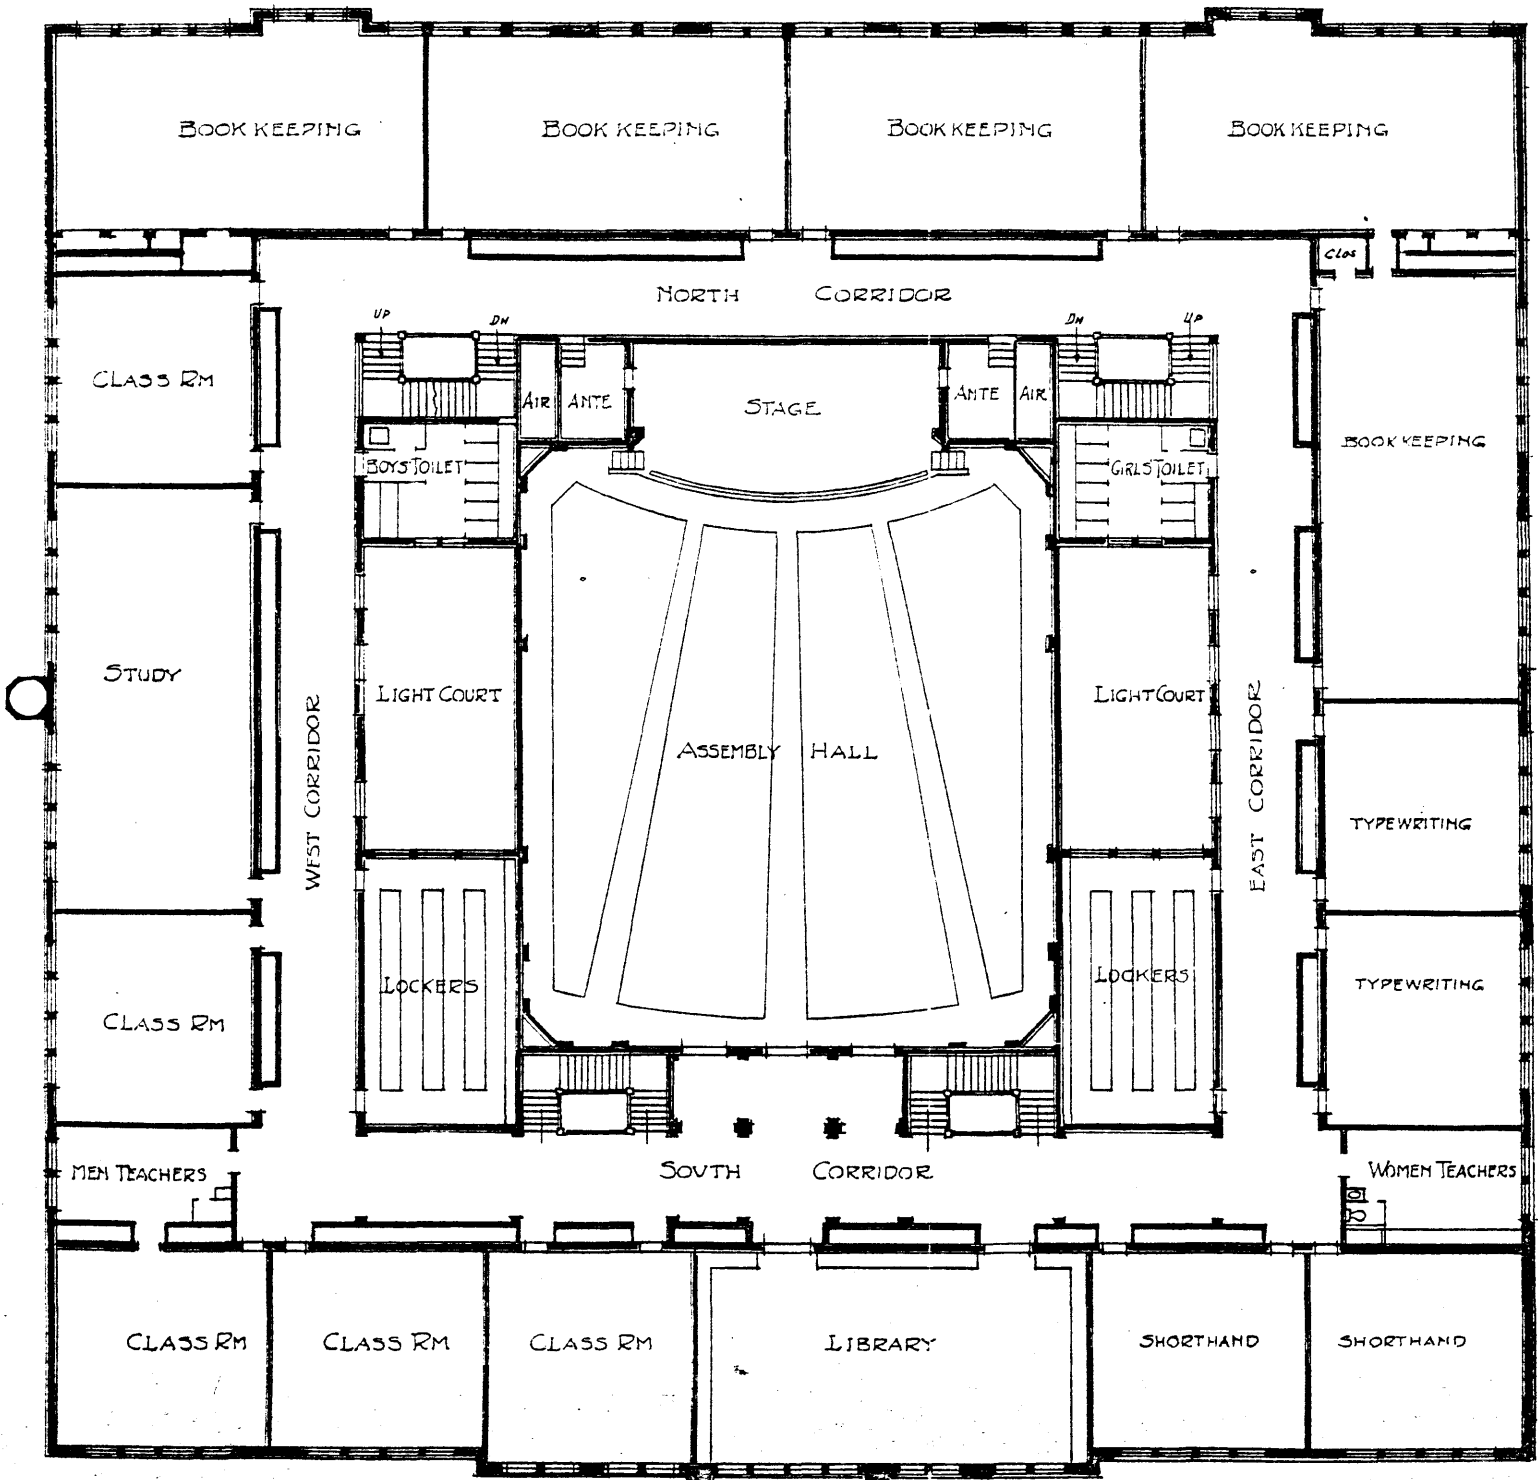 BOOK KEEPING
BOOK KEEPING
BOOK KEEPING
BOOK KEEPING
CLOS
NORTH CORRIDOR
UP
DN
DN
UP
CLASS RM
AIR
ANTE
STAGE
ANTE
AIR
BOOK KEEPING
BOYS TOILET
GIRLS TOILET
STUDY
LIGHT COURT
LIGHT COURT
WEST CORRIDOR
ASSEMBLY HALL
EAST CORRIDOR
TYPEWRITING
LOCKERS
LOCKERS
TYPEWRITING
CLASS RM
MEN TEACHERS
SOUTH CORRIDOR
WOMEN TEACHERS
CLASS RM
CLASS RM
CLASS RM
LIBRARY
SHORTHAND
SHORTHAND